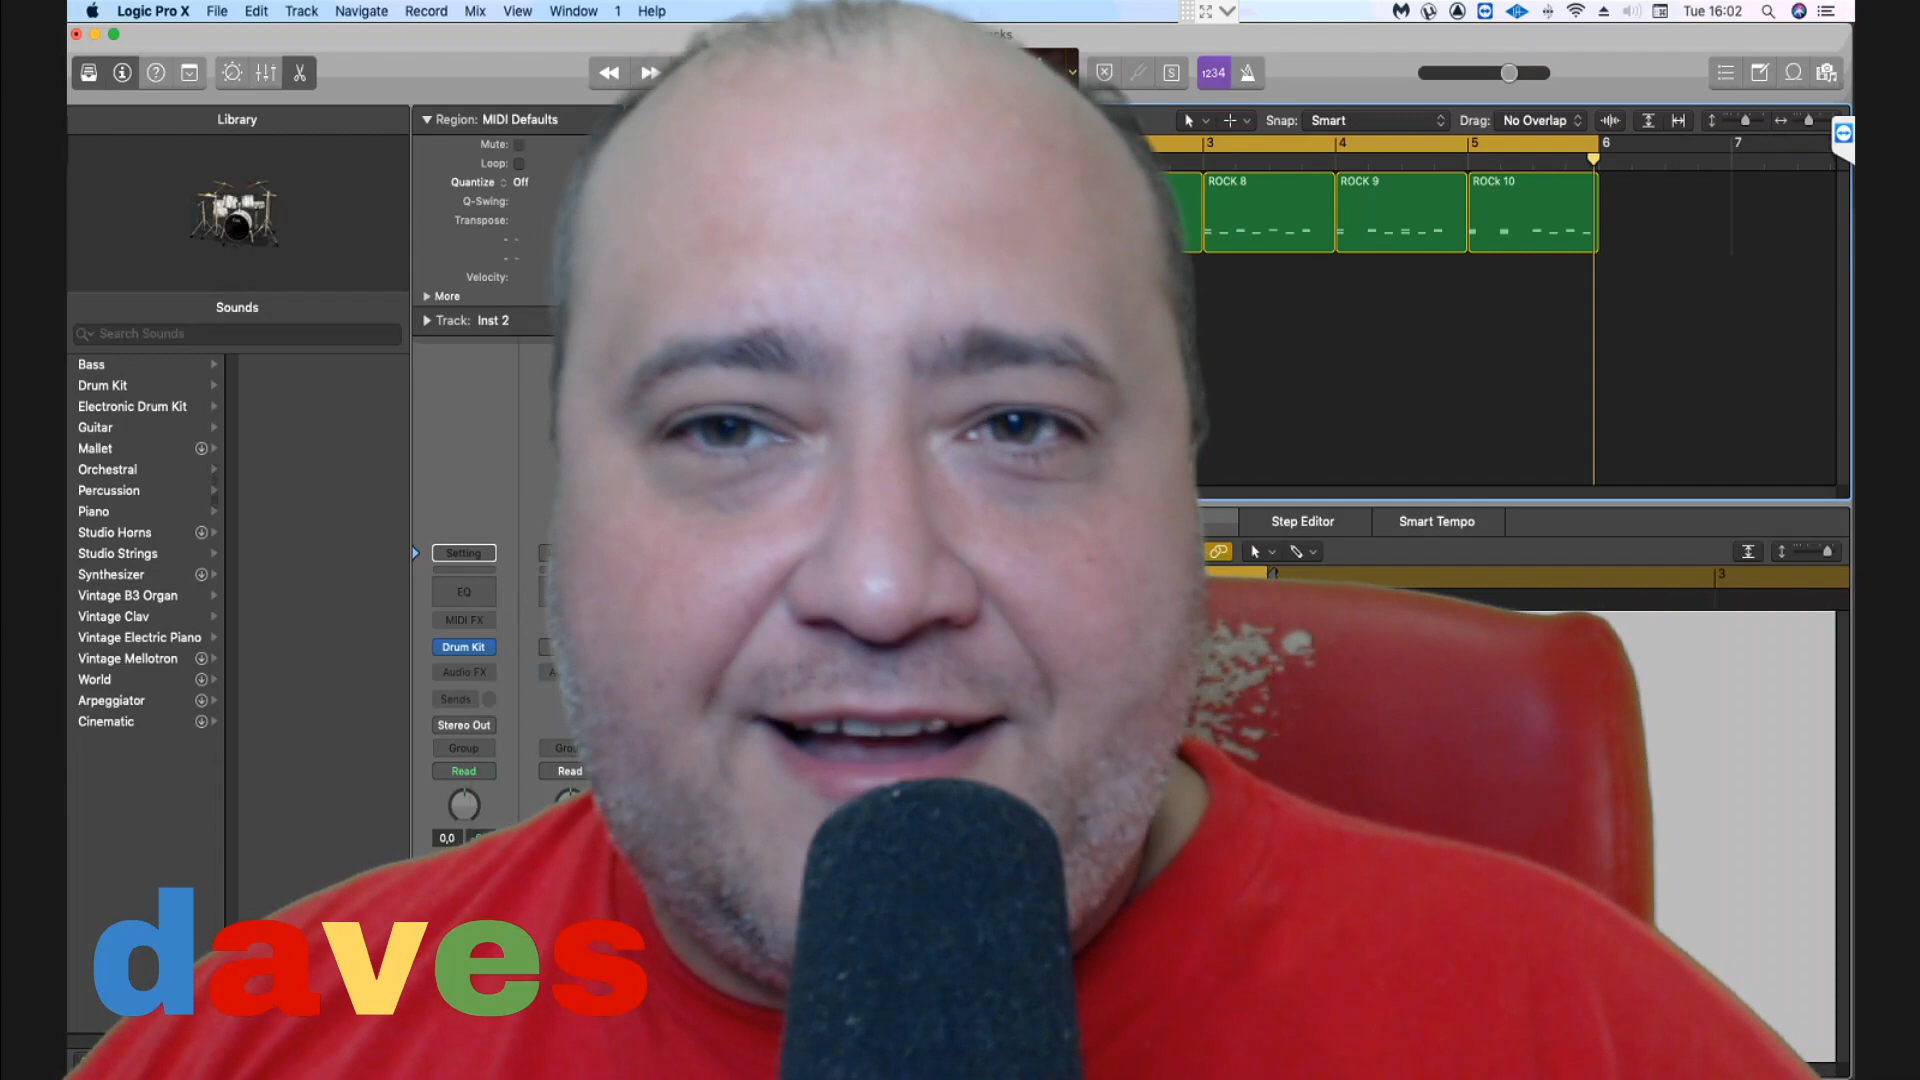 Logic Pro X File Edit Track Navigate Record Mix View Window 1 Help
Tue 16:02
S
1234
Library
Region: MIDI Defaults
Snap: Smart
Drag: No Overlap
Mute:
Loop:
Quantize Off
Q-Swing:
Transpose:
Velocity:
More
Track: Inst 2
3 4 5 6 7
ROCK 8
ROCK 9
ROCk 10
Sounds
Search Sounds
Bass
Drum Kit
Electronic Drum Kit
Guitar
Mallet
Orchestral
Percussion
Piano
Studio Horns
Studio Strings
Synthesizer
Vintage B3 Organ
Vintage Clav
Vintage Electric Piano
Vintage Mellotron
World
Arpeggiator
Cinematic
Step Editor
Smart Tempo
3
Setting
EQ
MIDI FX
Drum Kit
Audio FX
Sends
Stereo Out
Group
Read
Read
0,0
daves